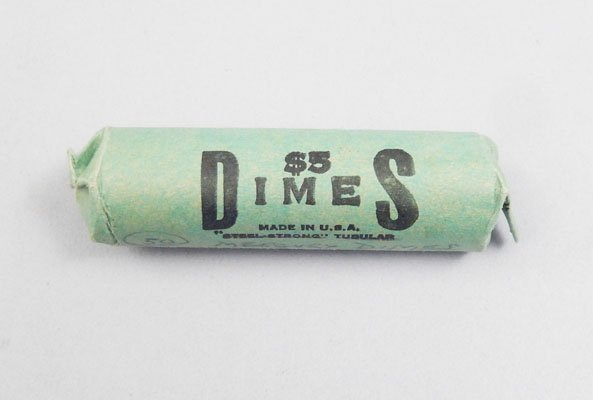 $5
DIMES
MADE IN U.S.A.
"STEEL-STRONG" TUBULAR